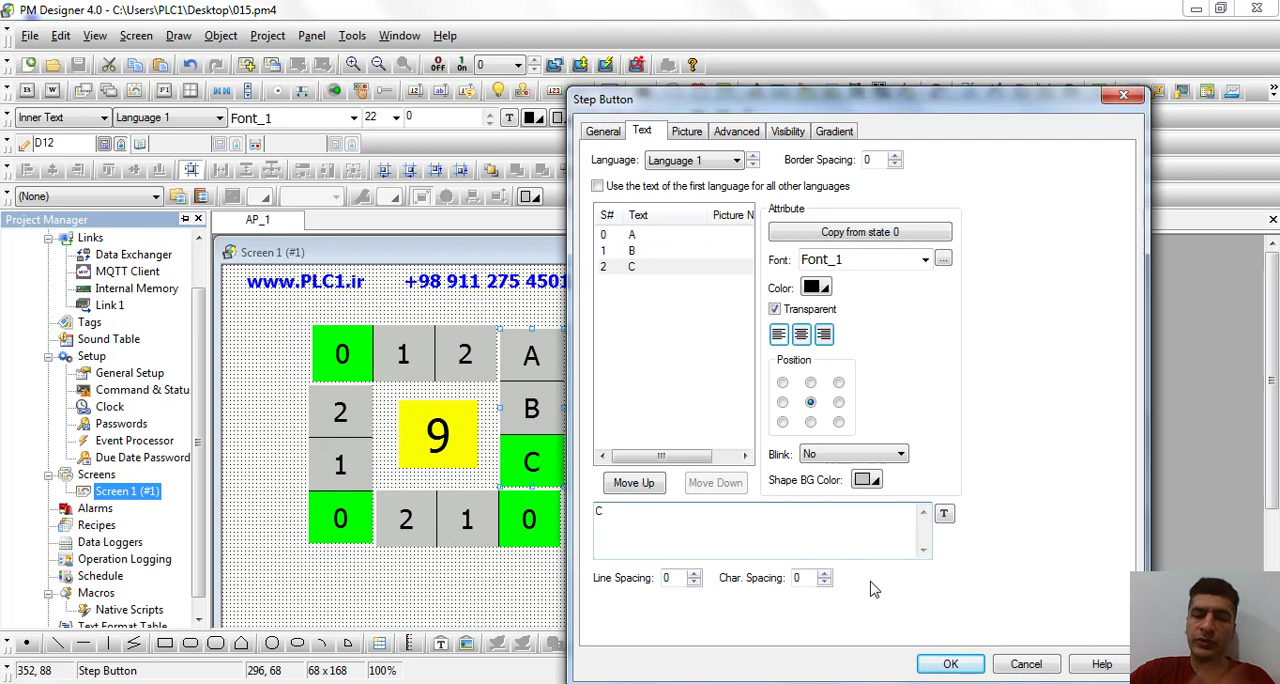 PM Designer 4.0 - C:\Users\PLC1\Desktop\015.pm4
File Edit View Screen Draw Object Project Panel Tools Window Help
OFF 1 on 0
B W F1
Inner Text Language 1 Font_1 22 0 T
D12
(None)
Project Manager
AP_1
Links
Data Exchanger
MQTT Client
Internal Memory
Link 1
Tags
Sound Table
Setup
General Setup
Command & Statu
Clock
Passwords
Event Processor
Due Date Password
Screens
Screen 1 (#1)
Alarms
Recipes
Data Loggers
Operation Logging
Schedule
Macros
Native Scripts
Text Format Table
Screen 1 (#1)
www.PLC1.ir +98 911 275 4501
0 1 2 A
2 B
9
1 C
0 2 1 0
Step Button
General Text Picture Advanced Visibility Gradient
Language: Language 1 Border Spacing: 0
Use the text of the first language for all other languages
S# Text Picture N
0 A
1 B
2 C
Attribute
Copy from state 0
Font: Font_1 ...
Color:
Transparent
Position
Blink: No
Shape BG Color:
Move Up Move Down
C
T
Line Spacing: 0 Char. Spacing: 0
OK Cancel Help
352, 88 Step Button 296, 68 68 x 168 100%